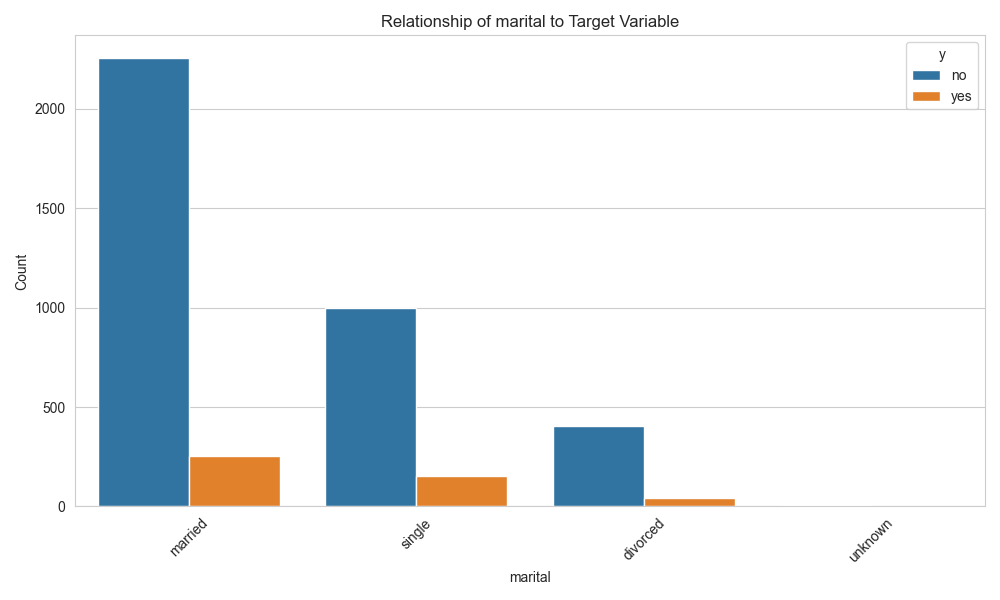 Relationship of marital to Target Variable
y
no
yes
Count
2000
1500
1000
500
0
married
single
divorced
unknown
marital